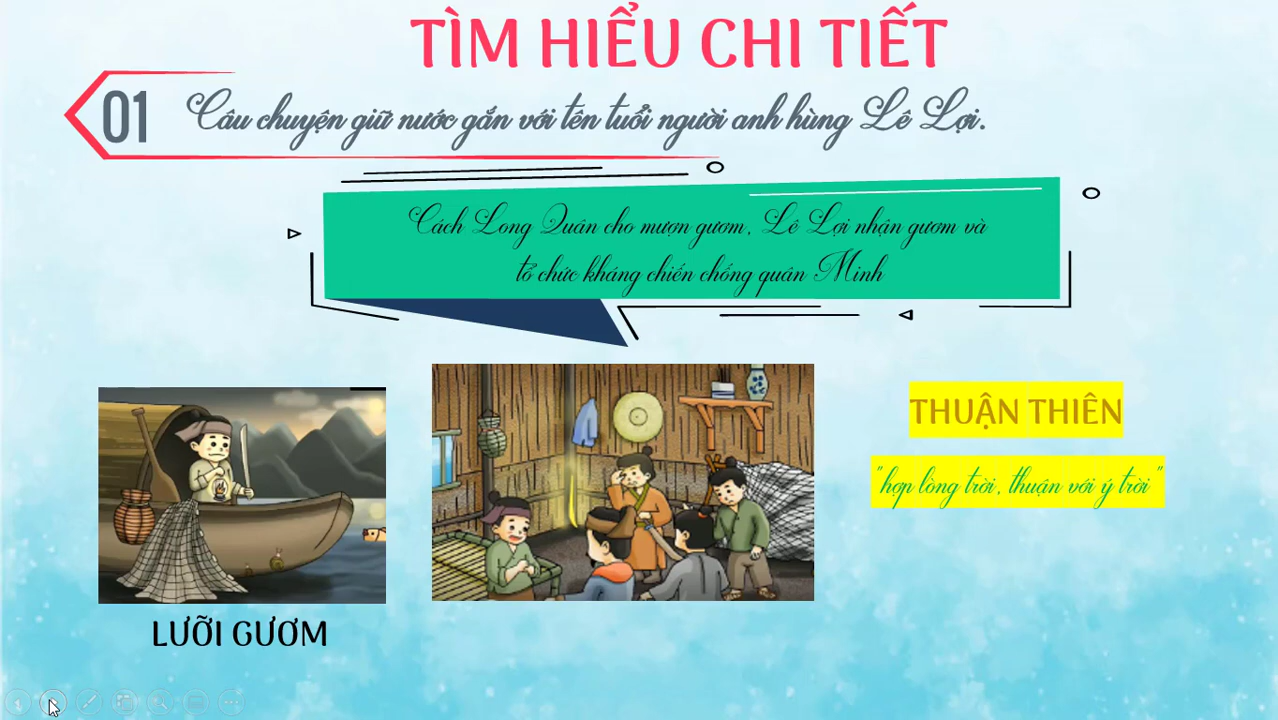 TÌM HIỂU CHI TIẾT
01
Câu chuyện giữ nước gắn với tên tuổi người anh hùng Lê Lợi.
Cách Long Quân cho mượn gươm, Lê Lợi nhận gươm và
tổ chức kháng chiến chống quân Minh
THUẬN THIÊN
"hợp lòng trời, thuận với ý trời"
LƯỠI GƯƠM